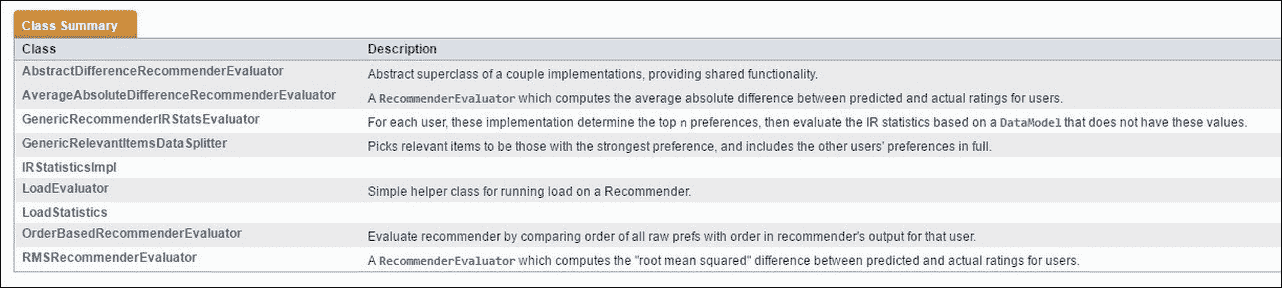 Class Summary
Class Description
AbstractDifferenceRecommenderEvaluator Abstract superclass of a couple implementations, providing shared functionality.
AverageAbsoluteDifferenceRecommenderEvaluator A RecommenderEvaluator which computes the average absolute difference between predicted and actual ratings for users.
GenericRecommenderIRStatsEvaluator For each user, these implementation determine the top n preferences, then evaluate the IR statistics based on a DataModel that does not have these values.
GenericRelevantItemsDataSplitter Picks relevant items to be those with the strongest preference, and includes the other users' preferences in full.
IRStatisticsImpl
LoadEvaluator Simple helper class for running load on a Recommender.
LoadStatistics
OrderBasedRecommenderEvaluator Evaluate recommender by comparing order of all raw prefs with order in recommender's output for that user.
RMSRecommenderEvaluator A RecommenderEvaluator which computes the "root mean squared" difference between predicted and actual ratings for users.